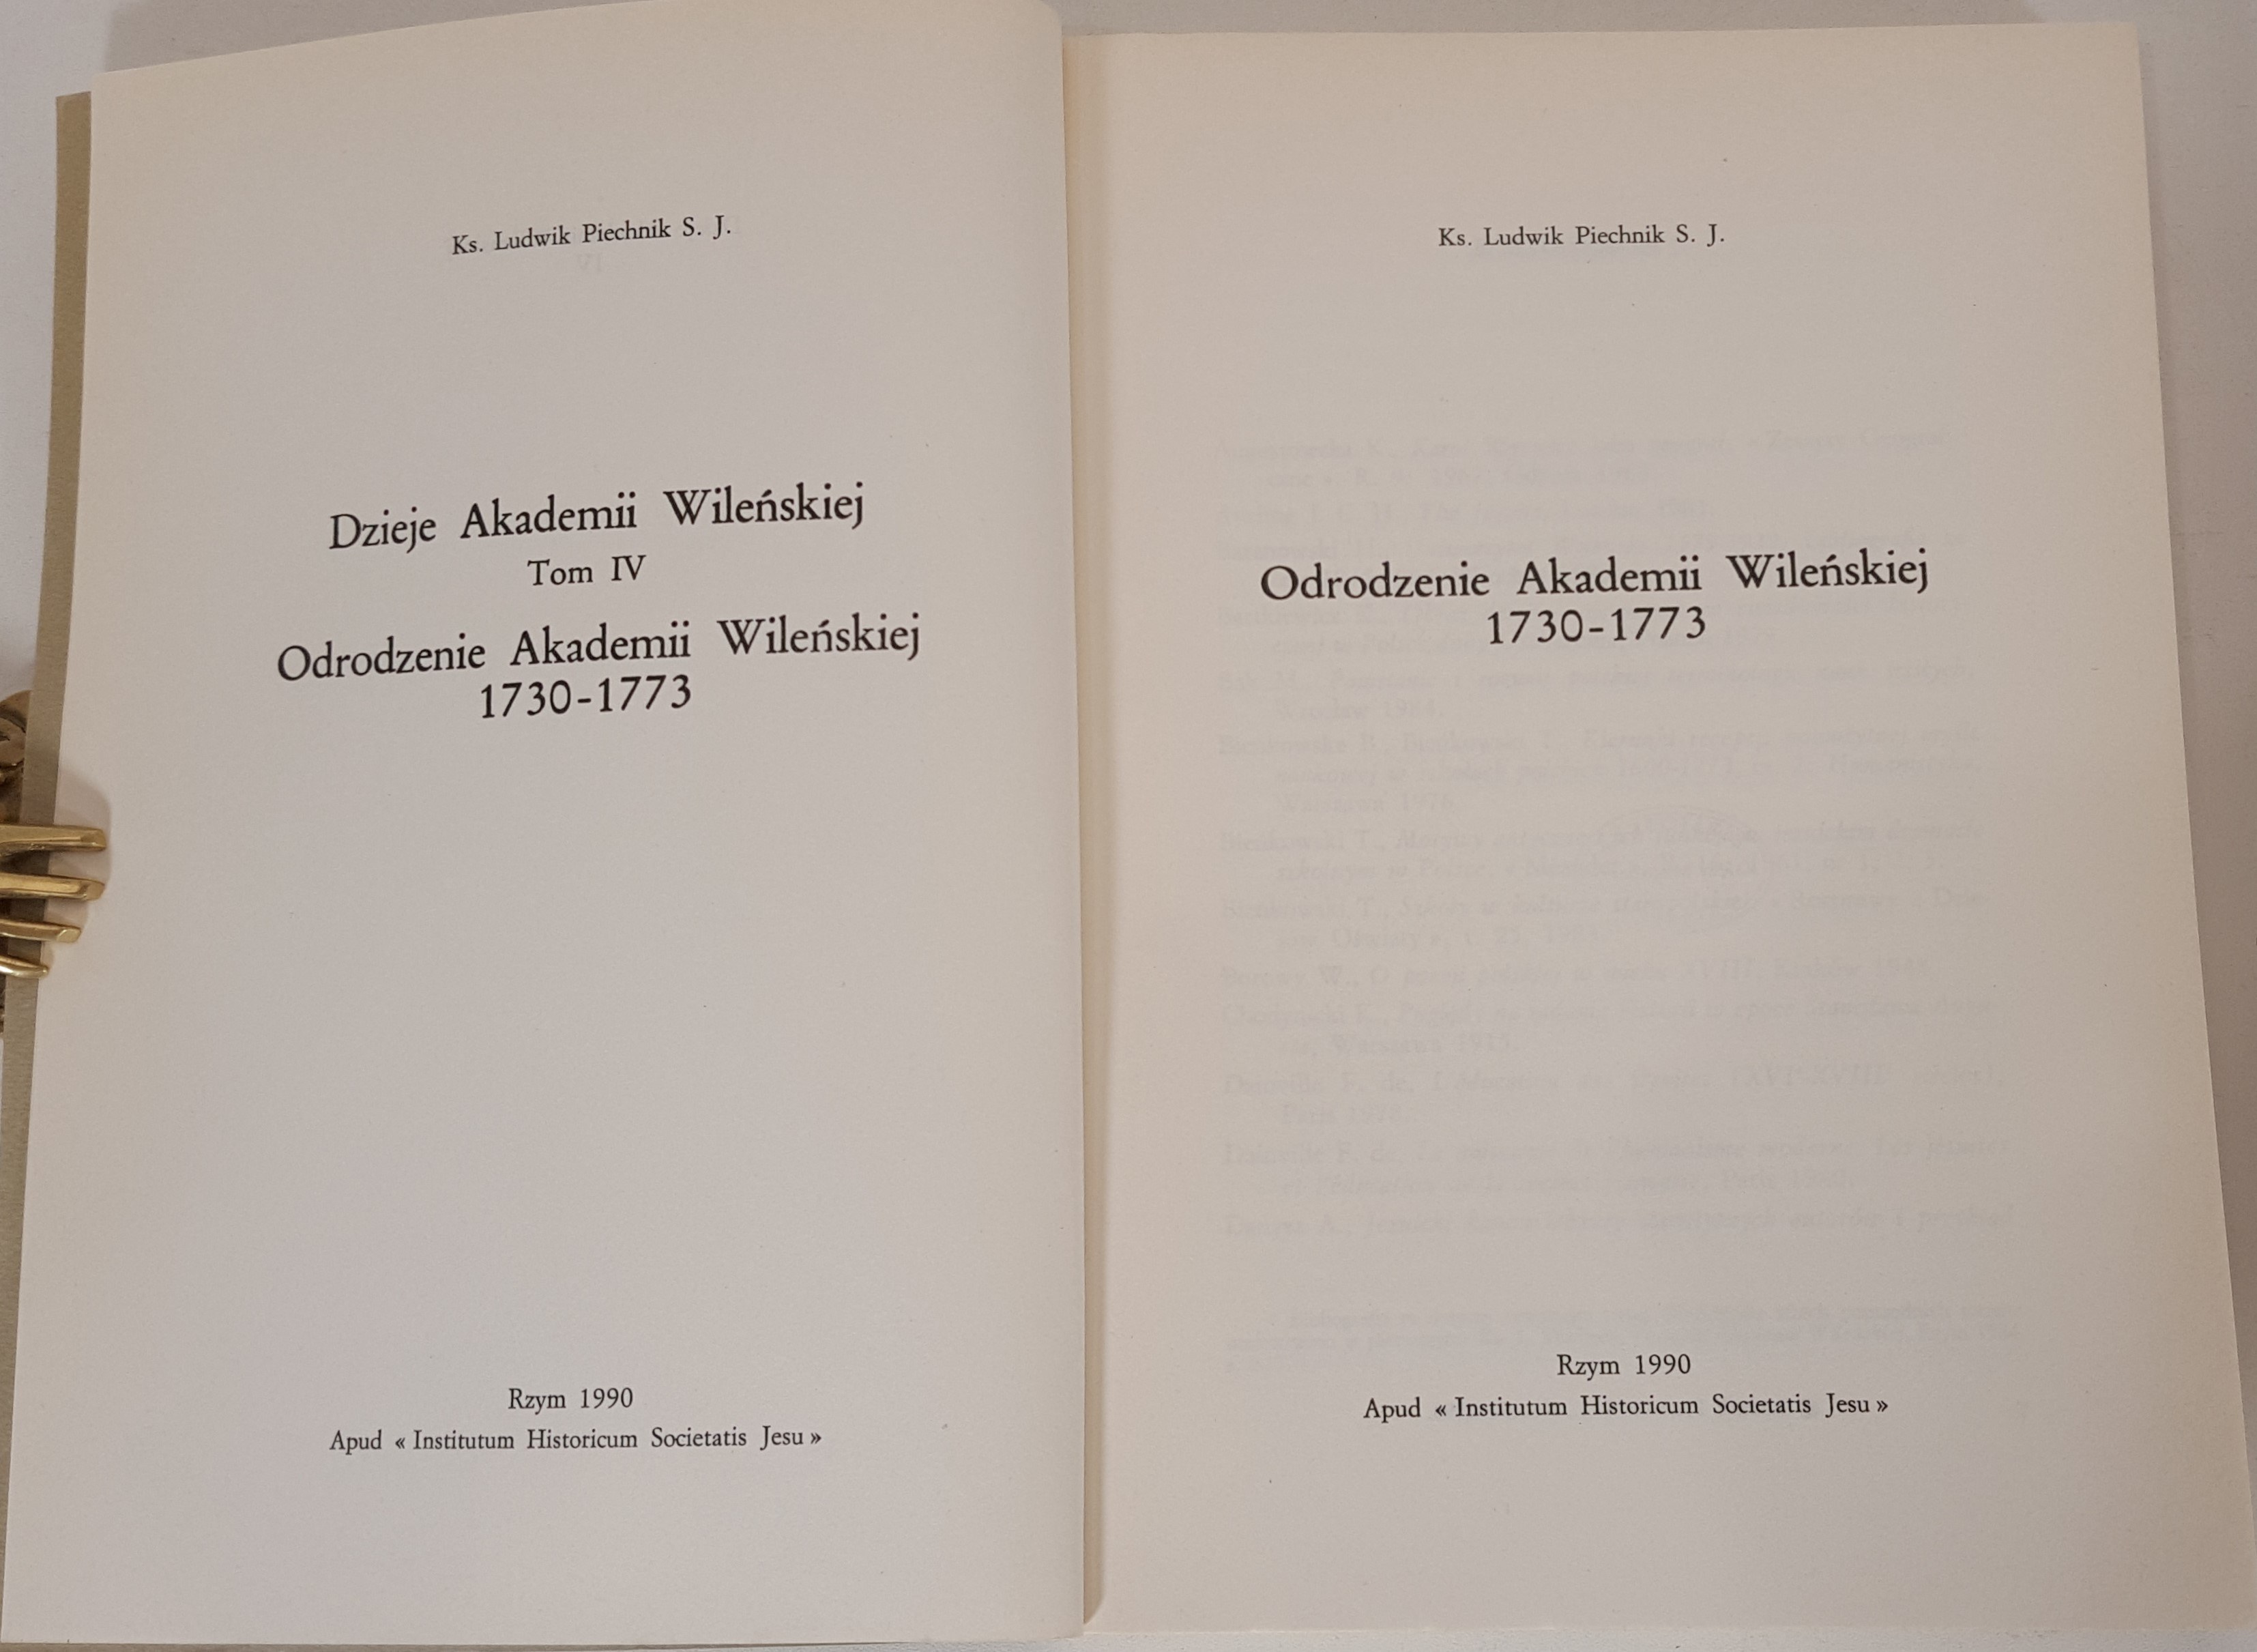 Ks. Ludwik Piechnik S. J.
Dzieje Akademii Wileńskiej
Tom IV
Odrodzenie Akademii Wileńskiej
1730-1773
Rzym 1990
Apud « Institutum Historicum Societatis Jesu »
Ks. Ludwik Piechnik S. J.
Odrodzenie Akademii Wileńskiej
1730-1773
Rzym 1990
Apud « Institutum Historicum Societatis Jesu »